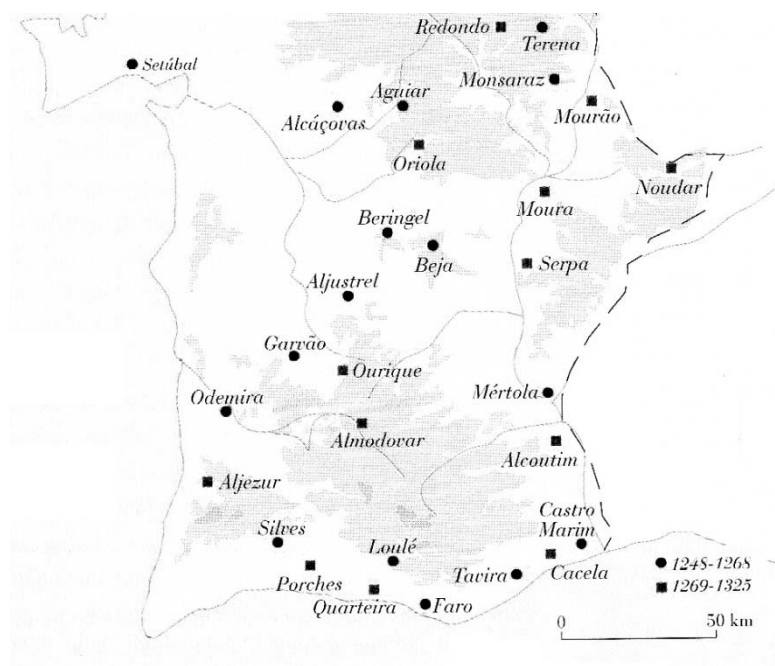 Redondo
Terena
Setúbal
Monsaraz
Aguiar
Mourão
Alcáçovas
Oriola
Noudar
Moura
Beringel
Beja
Serpa
Aljustrel
Garvão
Ourique
Mértola
Odemira
Almodovar
Alcoutim
Aljezur
Castro
Marim
Silves
Loulé
1248-1268
Tavira
Cacela
Porches
1269-1325
Quarteira
Faro
0
50 km